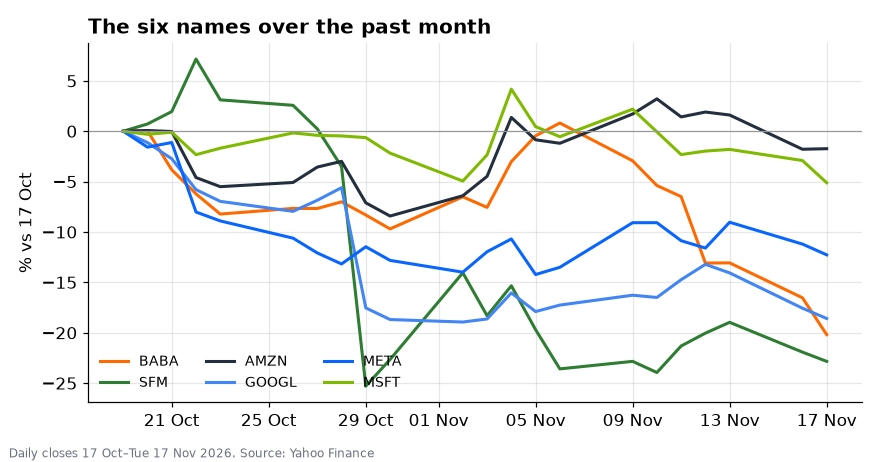 The six names over the past month
% vs 17 Oct
5
0
−5
−10
−15
−20
−25
BABA AMZN META
SFM GOOGL MSFT
21 Oct 25 Oct 29 Oct 01 Nov 05 Nov 09 Nov 13 Nov 17 Nov
Daily closes 17 Oct–Tue 17 Nov 2026. Source: Yahoo Finance